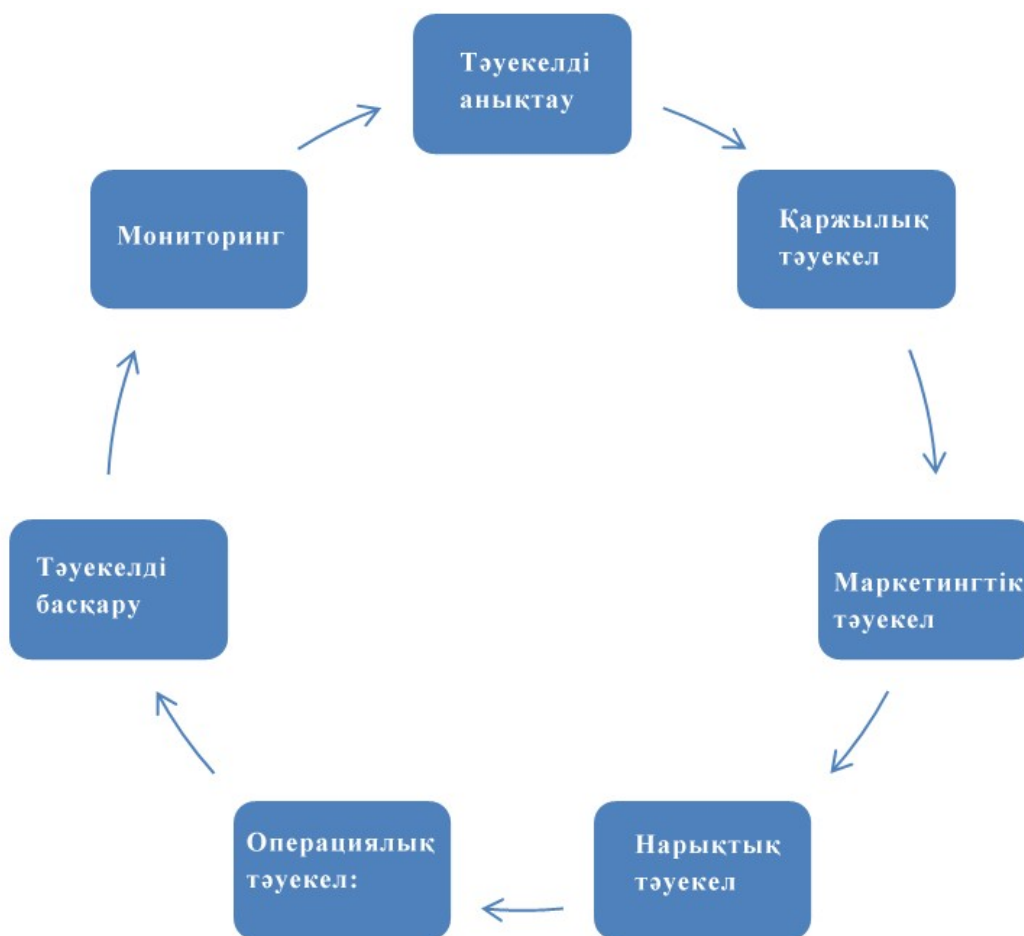 Тәуекелді
анықтау
Қаржылық
тәуекел
Маркетингтік
тәуекел
Нарықтық
тәуекел
Операциялық
тәуекел:
Тәуекелді
басқару
Мониторинг